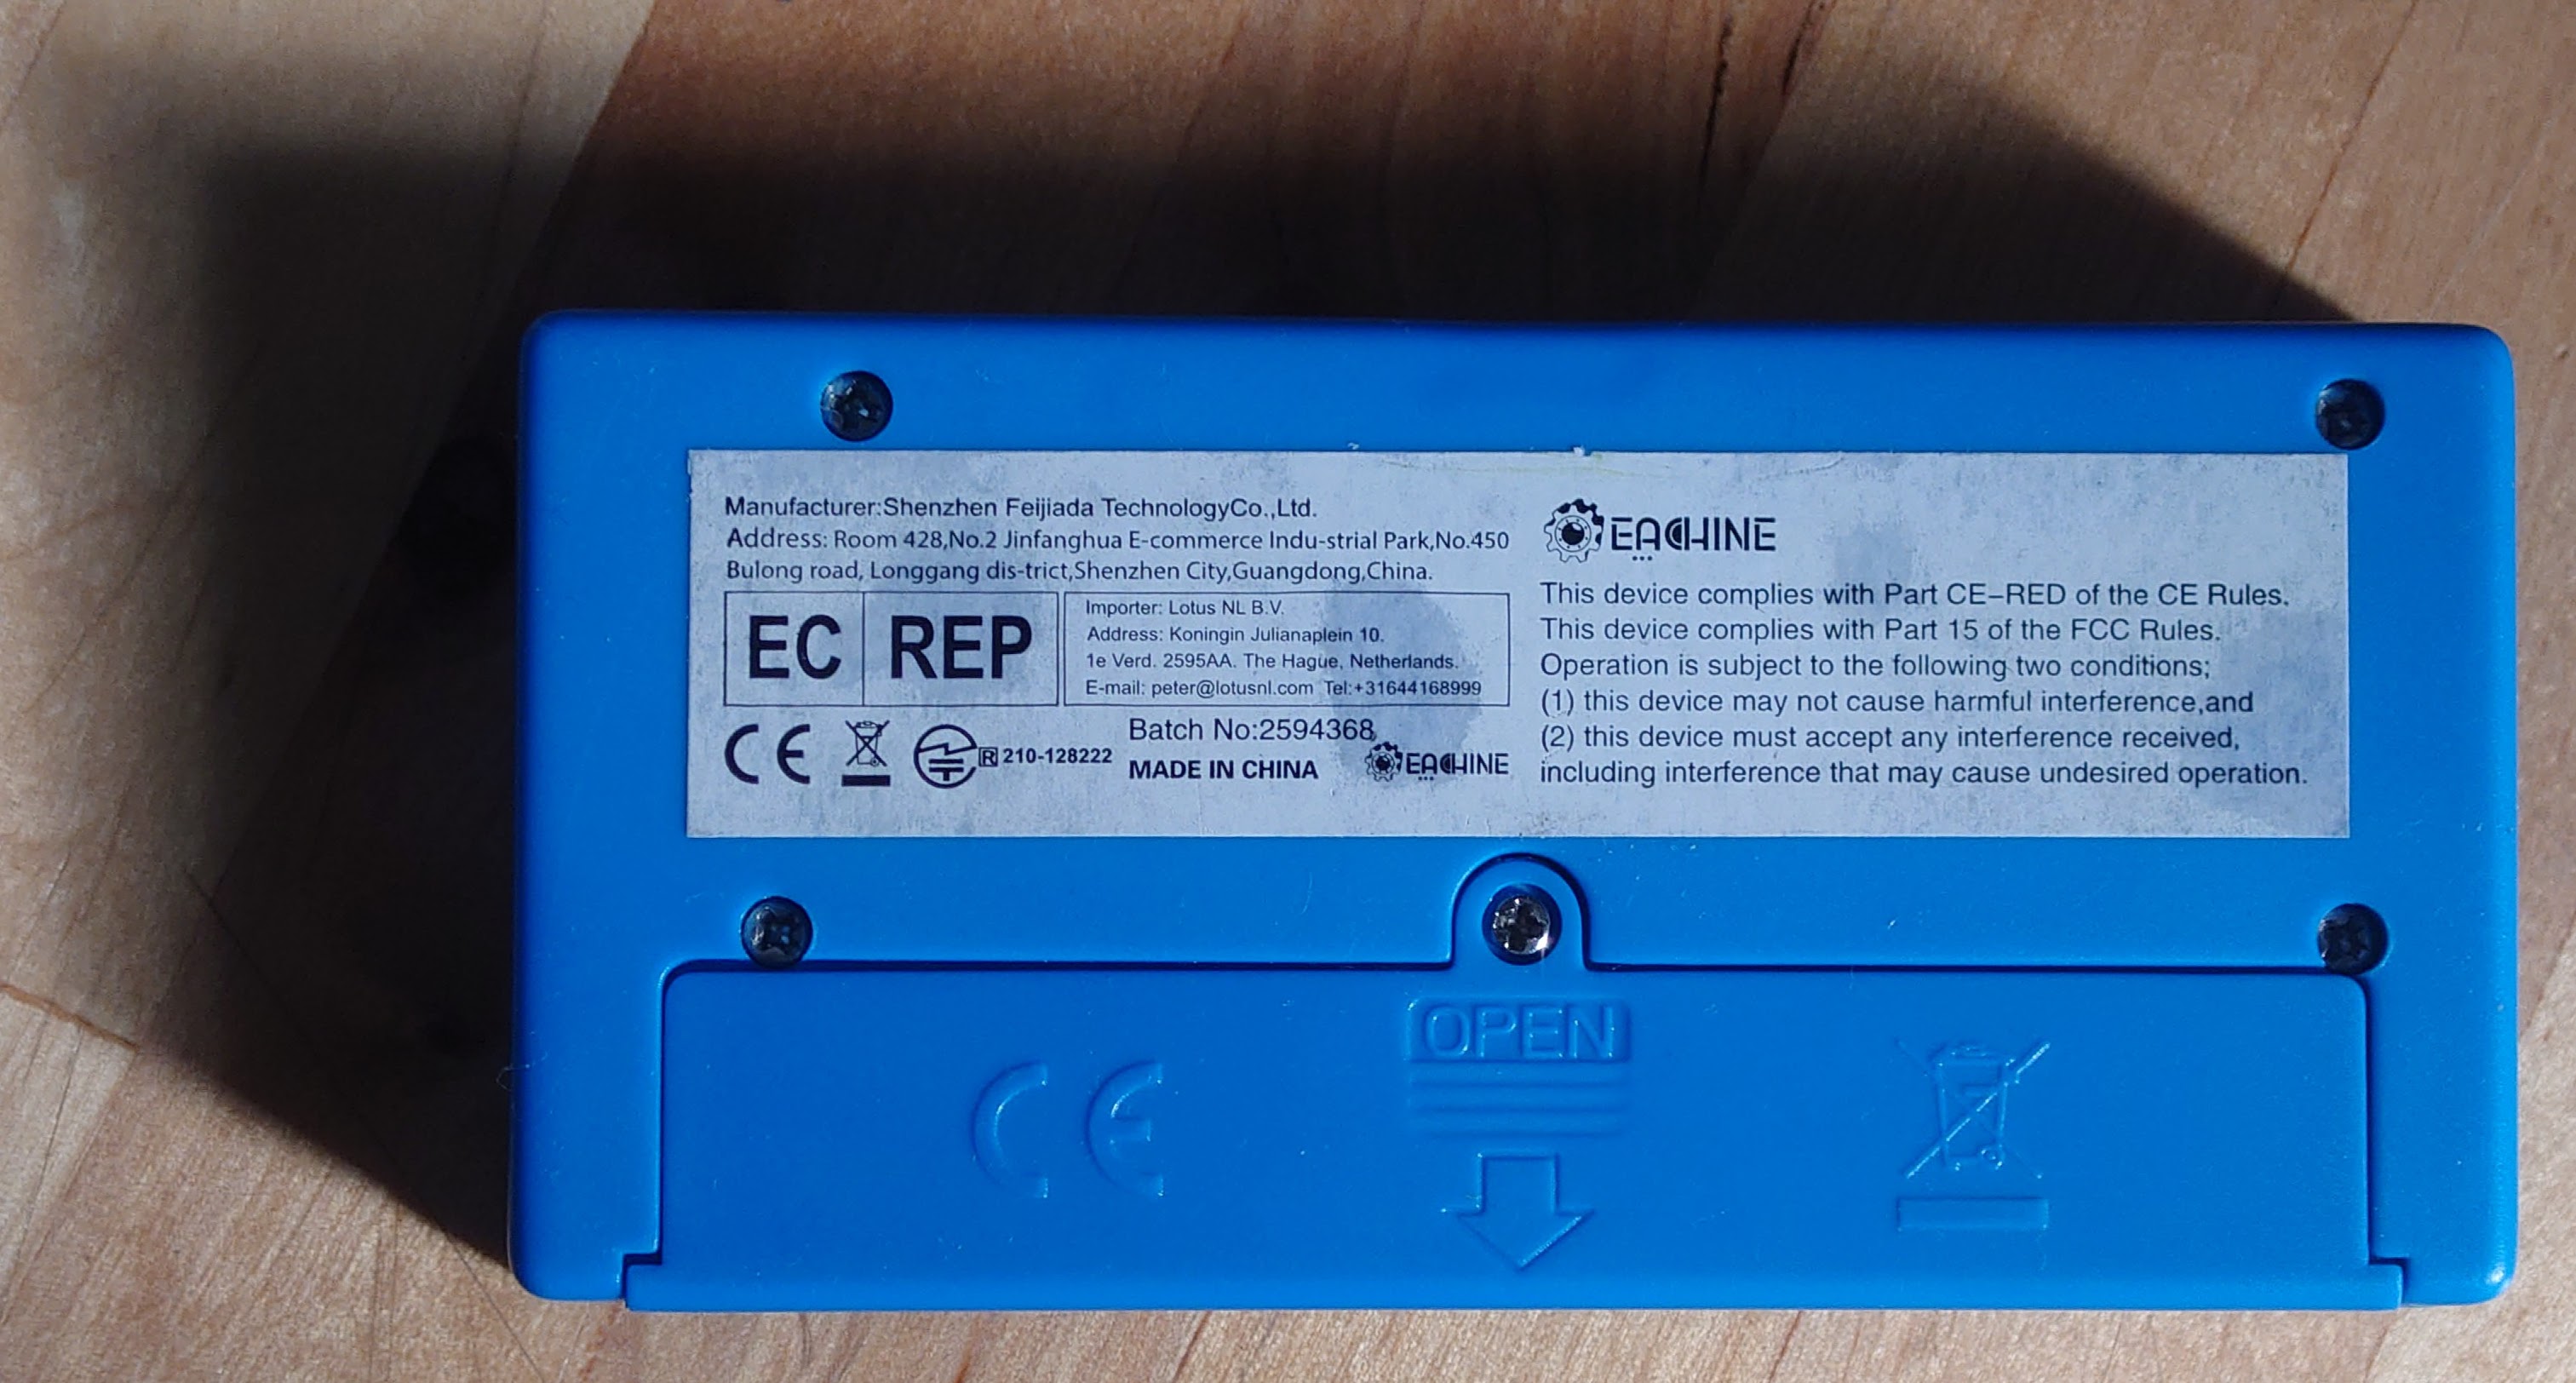 Manufacturer:Shenzhen Feijiada TechnologyCo.,Ltd.
Address: Room 428,No.2 Jinfanghua E-commerce Indu-strial Park,No.450
Bulong road, Longgang dis-trict,Shenzhen City,Guangdong,China.
EC REP
Importer: Lotus NL B.V.
Address: Koningin Julianaplein 10.
1e Verd. 2595AA. The Hague, Netherlands.
E-mail: peter@lotusnl.com Tel:+31644168999
CE
R 210-128222
Batch No:2594368
MADE IN CHINA
EACHINE
EACHINE
This device complies with Part CE-RED of the CE Rules.
This device complies with Part 15 of the FCC Rules.
Operation is subject to the following two conditions;
(1) this device may not cause harmful interference,and
(2) this device must accept any interference received,
including interference that may cause undesired operation.
OPEN
CE